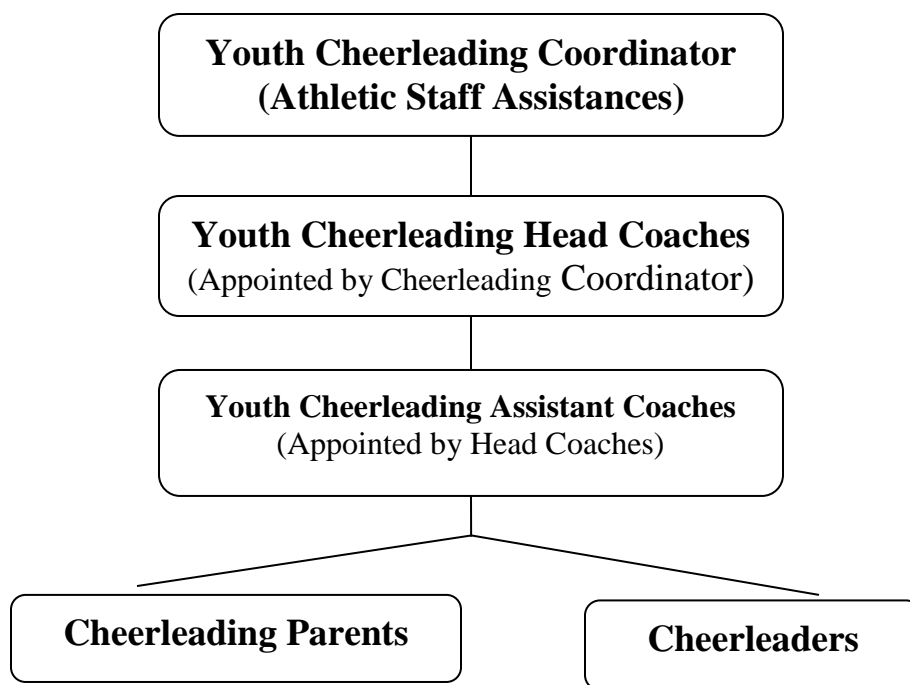 Youth Cheerleading Coordinator
(Athletic Staff Assistances)
Youth Cheerleading Head Coaches
(Appointed by Cheerleading Coordinator)
Youth Cheerleading Assistant Coaches
(Appointed by Head Coaches)
Cheerleading Parents
Cheerleaders